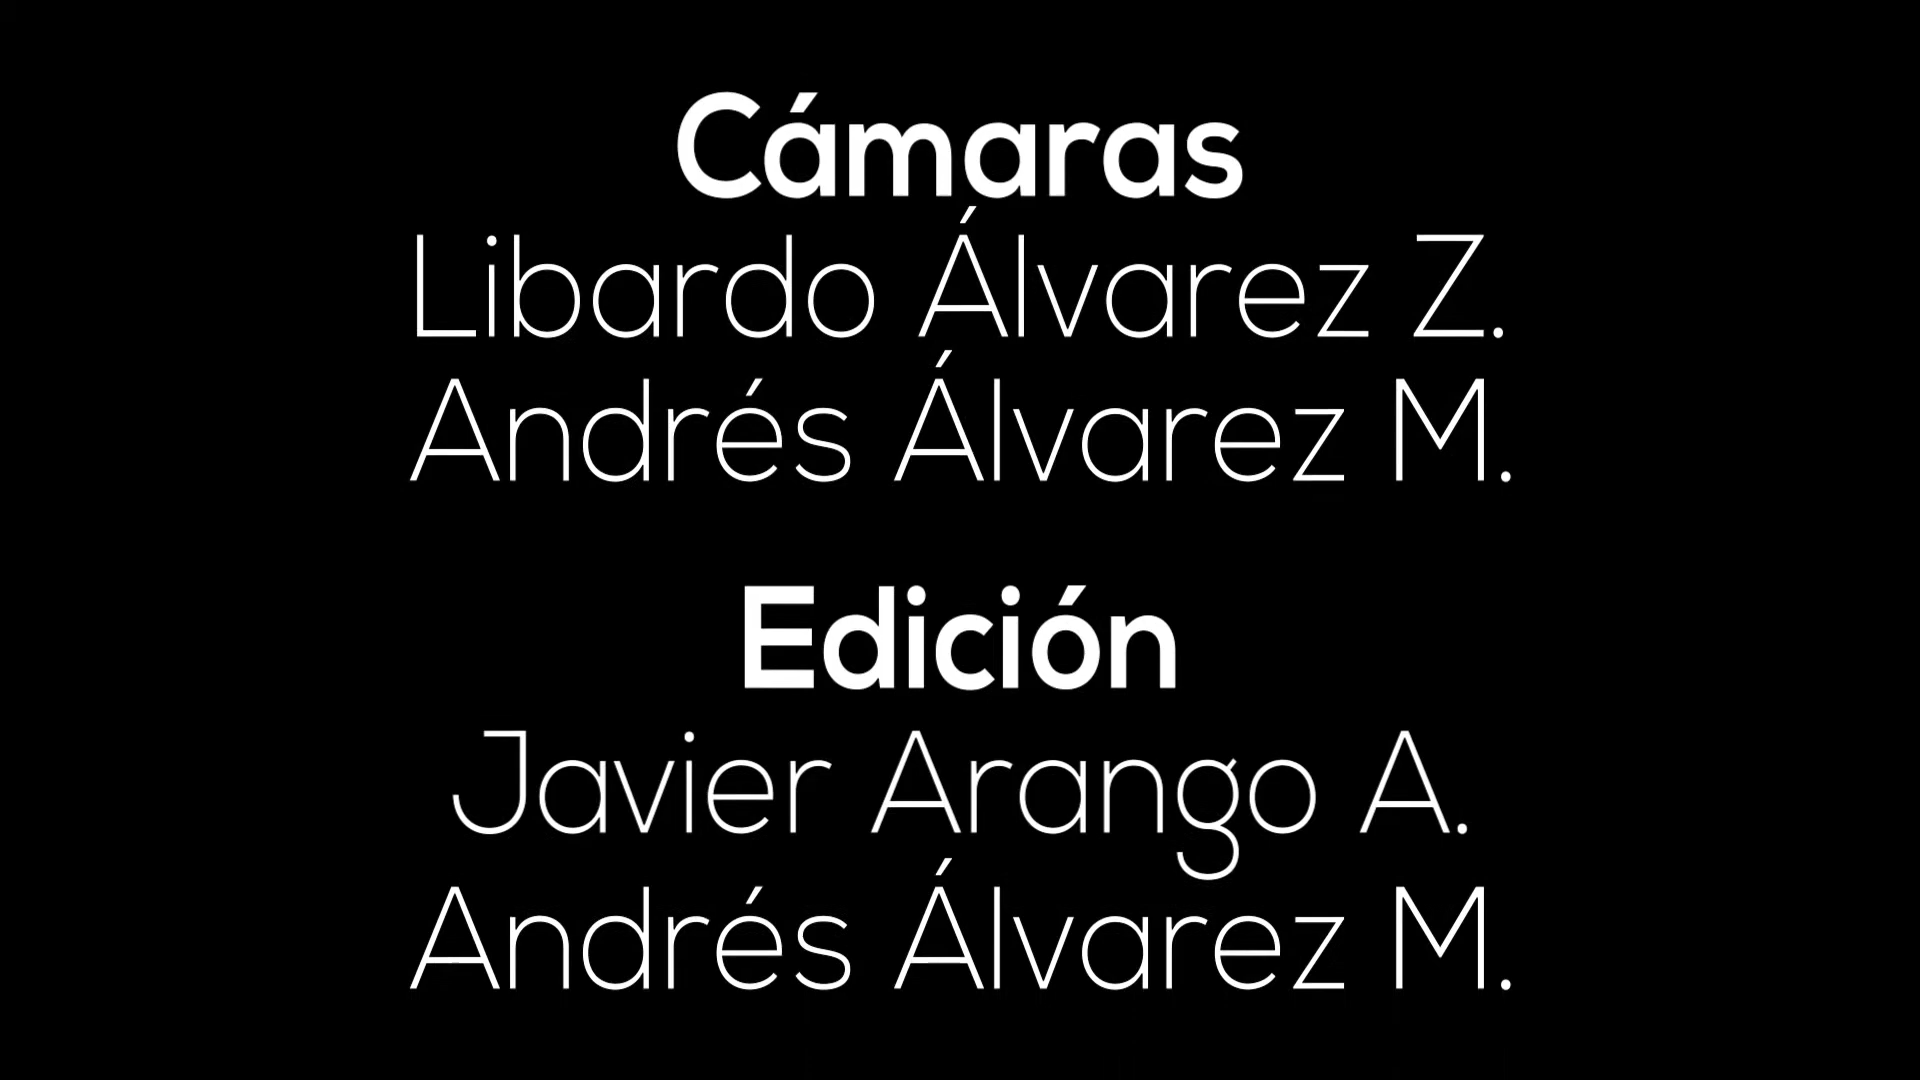 Cámaras
Libardo Álvarez Z.
Andrés Álvarez M.
Edición
Javier Arango A.
Andrés Álvarez M.